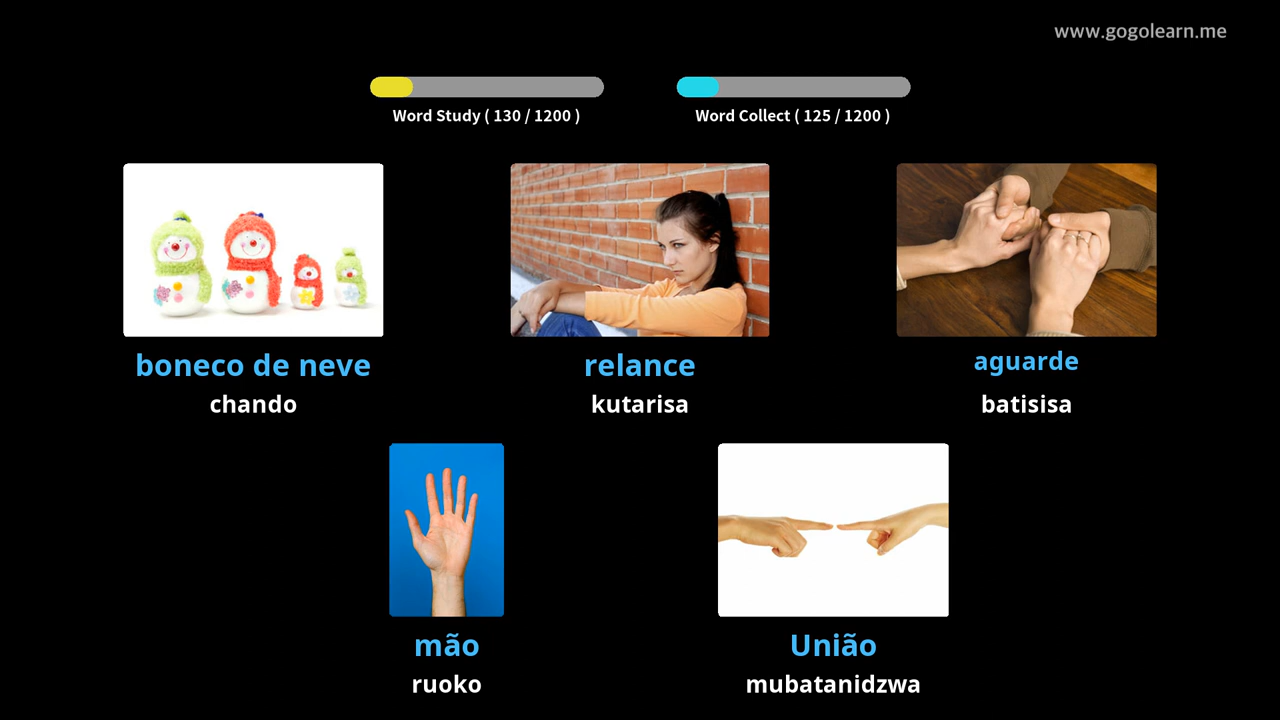 www.gogolearn.me
Word Study ( 130 / 1200 )
Word Collect ( 125 / 1200 )
boneco de neve
chando
relance
kutarisa
aguarde
batisisa
mão
ruoko
União
mubatanidzwa